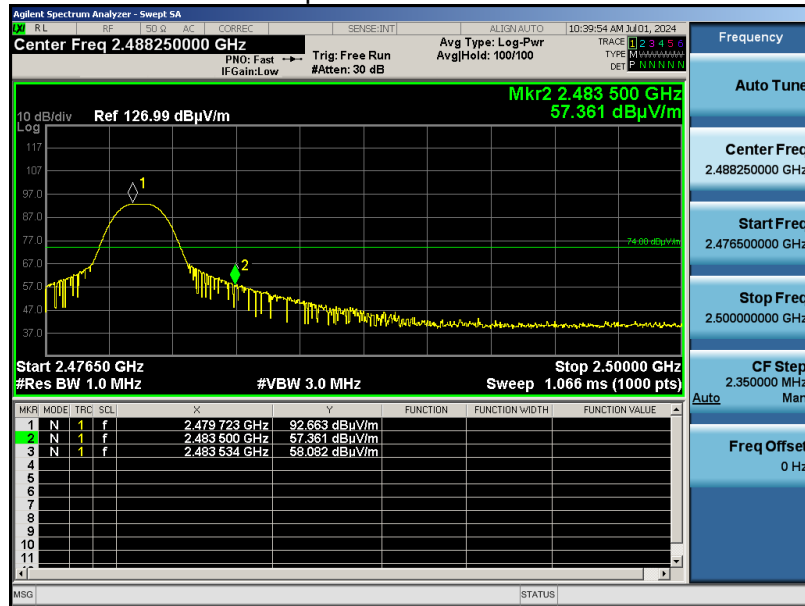 Agilent Spectrum Analyzer - Swept SA
LXI RL RF 50 Ω AC CORREC SENSE:INT ALIGN AUTO 10:39:54 AM Jul 01, 2024
Center Freq 2.488250000 GHz
PNO: Fast
IFGain:Low
Trig: Free Run
#Atten: 30 dB
Avg Type: Log-Pwr
Avg|Hold: 100/100
TRACE 1 2 3 4 5 6
TYPE M
DET P N N N N N
Mkr2 2.483 500 GHz
57.361 dBµV/m
10 dB/div Ref 126.99 dBµV/m
Log
117
107
97.0
87.0
77.0
67.0
57.0
47.0
37.0
1
2
74.00 dBµV/m
Start 2.47650 GHz Stop 2.50000 GHz
#Res BW 1.0 MHz #VBW 3.0 MHz Sweep 1.066 ms (1000 pts)
MKR MODE TRC SCL X Y FUNCTION FUNCTION WIDTH FUNCTION VALUE
1 N 1 f 2.479 723 GHz 92.663 dBµV/m
2 N 1 f 2.483 500 GHz 57.361 dBµV/m
3 N 1 f 2.483 534 GHz 58.082 dBµV/m
4
5
6
7
8
9
10
11
MSG STATUS
Frequency
Auto Tune
Center Freq
2.488250000 GHz
Start Freq
2.476500000 GHz
Stop Freq
2.500000000 GHz
CF Step
2.350000 MHz
Auto Man
Freq Offset
0 Hz